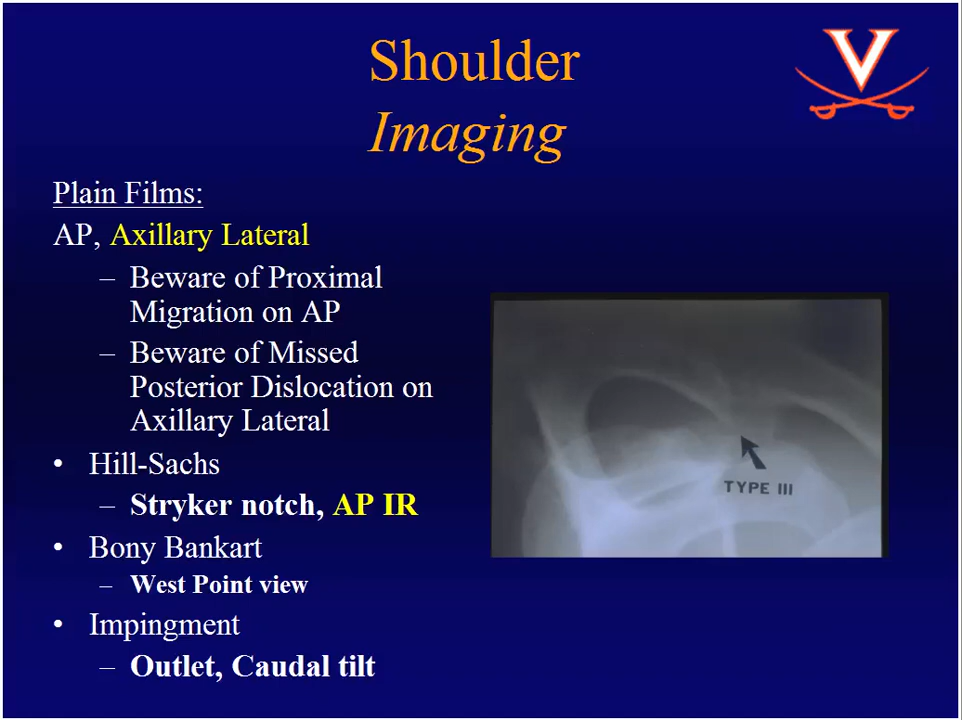 Shoulder
Imaging
Plain Films:
AP, Axillary Lateral
– Beware of Proximal
Migration on AP
– Beware of Missed
Posterior Dislocation on
Axillary Lateral
• Hill-Sachs
– Stryker notch, AP IR
• Bony Bankart
– West Point view
• Impingment
– Outlet, Caudal tilt
TYPE III
V